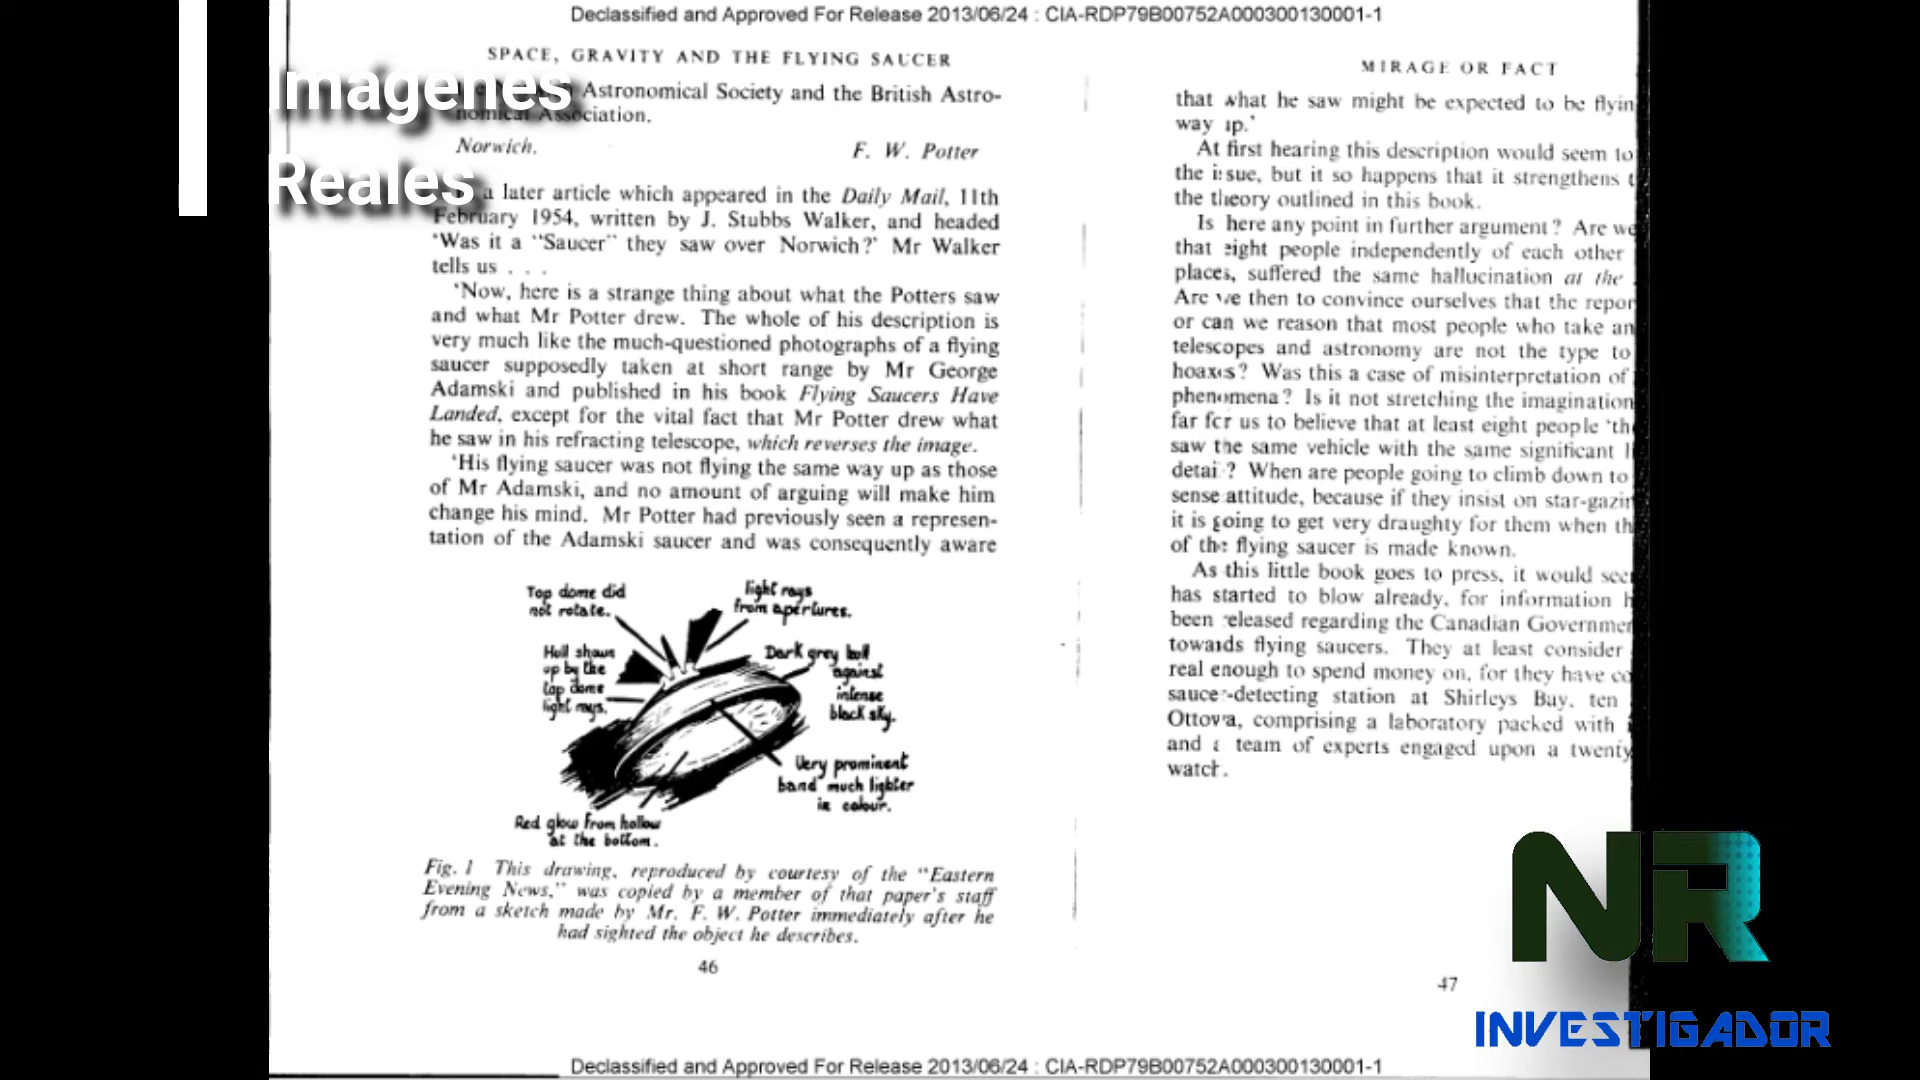 Declassified and Approved For Release 2013/06/24 : CIA-RDP79B00752A000300130001-1
Imagenes
Reales
SPACE, GRAVITY AND THE FLYING SAUCER
Astronomical Society and the British Astro-
nomical Association.
Norwich. F. W. Potter
a later article which appeared in the Daily Mail, 11th
February 1954, written by J. Stubbs Walker, and headed
'Was it a "Saucer" they saw over Norwich?' Mr Walker
tells us . . .
'Now, here is a strange thing about what the Potters saw
and what Mr Potter drew. The whole of his description is
very much like the much-questioned photographs of a flying
saucer supposedly taken at short range by Mr George
Adamski and published in his book Flying Saucers Have
Landed, except for the vital fact that Mr Potter drew what
he saw in his refracting telescope, which reverses the image.
'His flying saucer was not flying the same way up as those
of Mr Adamski, and no amount of arguing will make him
change his mind. Mr Potter had previously seen a represen-
tation of the Adamski saucer and was consequently aware
Top dome did
not rotate.
light rays
from apertures.
Hull shown
up by the
top dome
light rays.
Dark grey hull
against
intense
black sky.
Very prominent
band much lighter
in colour.
Red glow from hollow
at the bottom.
Fig. 1 This drawing, reproduced by courtesy of the "Eastern
Evening News," was copied by a member of that paper's staff
from a sketch made by Mr. F. W. Potter immediately after he
had sighted the object he describes.
46
MIRAGE OR FACT
that what he saw might be expected to be flyin
way up.'
At first hearing this description would seem to
the issue, but it so happens that it strengthens t
the theory outlined in this book.
Is here any point in further argument? Are we
that eight people independently of each other
places, suffered the same hallucination at the
Are we then to convince ourselves that the repor
or can we reason that most people who take an
telescopes and astronomy are not the type to
hoaxes? Was this a case of misinterpretation of
phenomena? Is it not stretching the imagination
far for us to believe that at least eight people 'th
saw the same vehicle with the same significant li
detai ? When are people going to climb down to
sense attitude, because if they insist on star-gazin
it is going to get very draughty for them when th
of the flying saucer is made known.
As this little book goes to press, it would see
has started to blow already, for information h
been released regarding the Canadian Governmen
towards flying saucers. They at least consider
real enough to spend money on, for they have co
saucer-detecting station at Shirleys Bay, ten
Ottowa, comprising a laboratory packed with
and a team of experts engaged upon a twenty
watch.
47
NR
INVESTIGADOR
Declassified and Approved For Release 2013/06/24 : CIA-RDP79B00752A000300130001-1